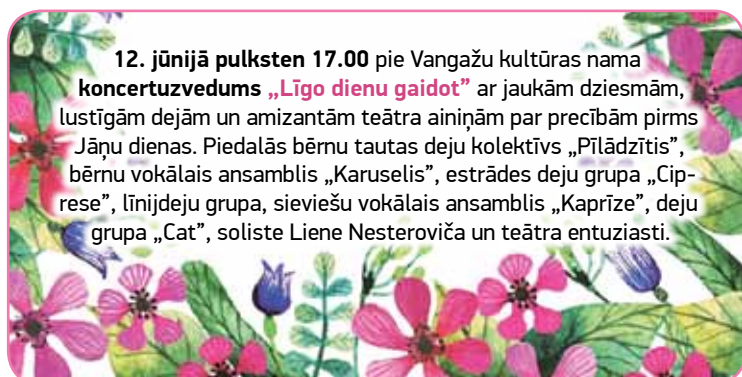 12. jūnijā pulksten 17.00 pie Vangažu kultūras nama
koncertuzvedums „Līgo dienu gaidot” ar jaukām dziesmām,
lustīgām dejām un amizantām teātra ainiņām par precībām pirms
Jāņu dienas. Piedalās bērnu tautas deju kolektīvs „Pīlādzītis”,
bērnu vokālais ansamblis „Karuselis”, estrādes deju grupa „Cip-
rese”, līnijdeju grupa, sieviešu vokālais ansamblis „Kaprīze”, deju
grupa „Cat”, soliste Liene Nesteroviča un teātra entuziasti.